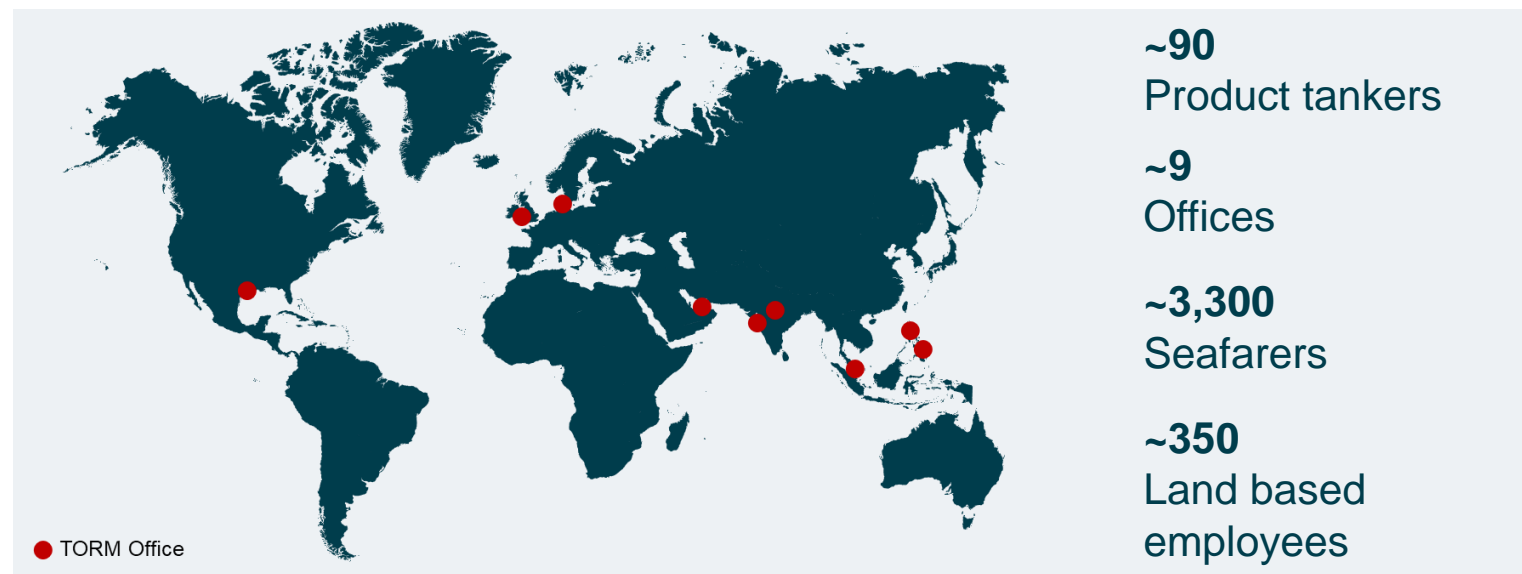 ~90
Product tankers
~9
Offices
~3,300
Seafarers
~350
Land based
employees
TORM Office